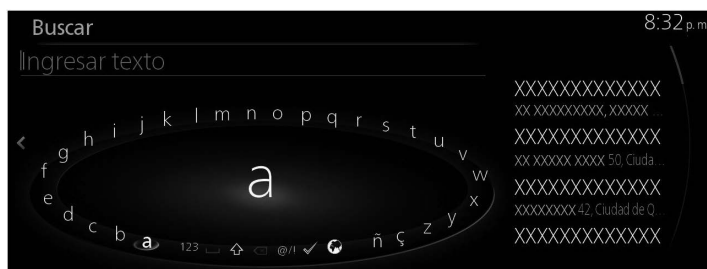 Buscar
8:32 p. m
Ingresar texto
a b c d e f g h i j k l m n o p q r s t u v w x y z ç ñ
a
123 @/!
XXXXXXXXXXXXX
XX XXXXXXXXX, XXXXX ...
XXXXXXXXXXXXX
XX XXXXX XXXX 50, Ciuda...
XXXXXXXXXXXXX
XXXXXXXX 42, Ciudad de Q...
XXXXXXXXXXXXX